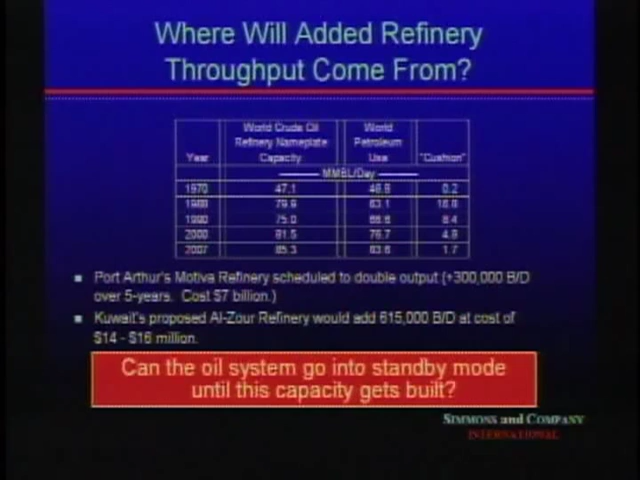 Where Will Added Refinery
Throughput Come From?
World Crude Oil World
Refinery Nameplate Petroleum
Year Capacity Use "Cushion"
MMBL/Day
1970 47.1 0.2
1980 63.1 16.8
1990 75.0 66.6 8.4
2000 81.5 76.7 4.8
2007 85.3 83.6 1.7
Port Arthur's Motiva Refinery scheduled to double output (+300,000 B/D
over 5-years. Cost $7 billion.)
Kuwait's proposed Al-Zour Refinery would add 615,000 B/D at cost of
$14 - $16 million.
Can the oil system go into standby mode
until this capacity gets built?
SIMMONS and COMPANY
INTERNATIONAL